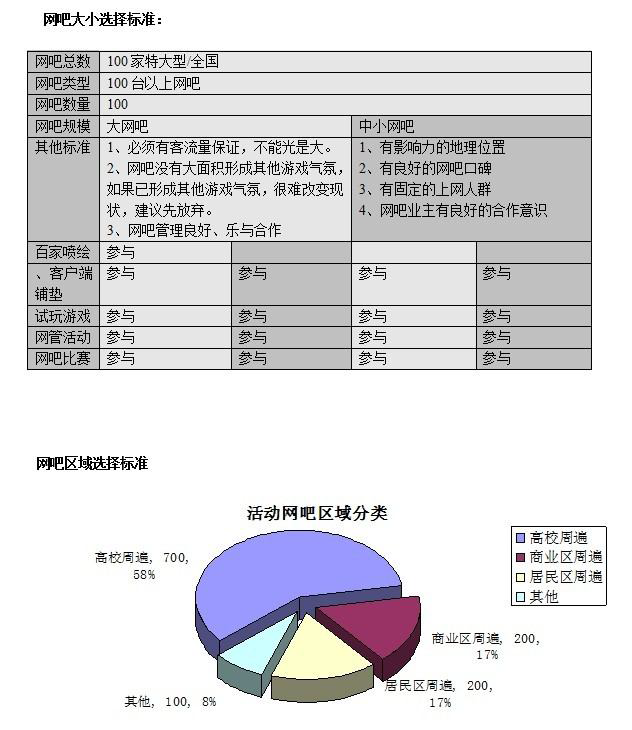 网吧大小选择标准：
网吧总数 100 家特大型/全国
网吧类型 100 台以上网吧
网吧数量 100
网吧规模 大网吧 中小网吧
其他标准 1、必须有客流量保证，不能光是大。 1、有影响力的地理位置
2、网吧没有大面积形成其他游戏气氛， 2、有良好的网吧口碑
如果已形成其他游戏气氛，很难改变现 3、有固定的上网人群
状，建议先放弃。 4、网吧业主有良好的合作意识
3、网吧管理良好、乐与合作
百家喷绘 参与
、客户端 参与 参与 参与 参与
铺垫
试玩游戏 参与 参与 参与 参与
网管活动 参与 参与 参与 参与
网吧比赛 参与 参与 参与 参与
网吧区域选择标准
活动网吧区域分类
高校周遍, 700,
58%
高校周遍
商业区周遍
居民区周遍
其他
商业区周遍, 200,
17%
居民区周遍, 200,
17%
其他, 100, 8%